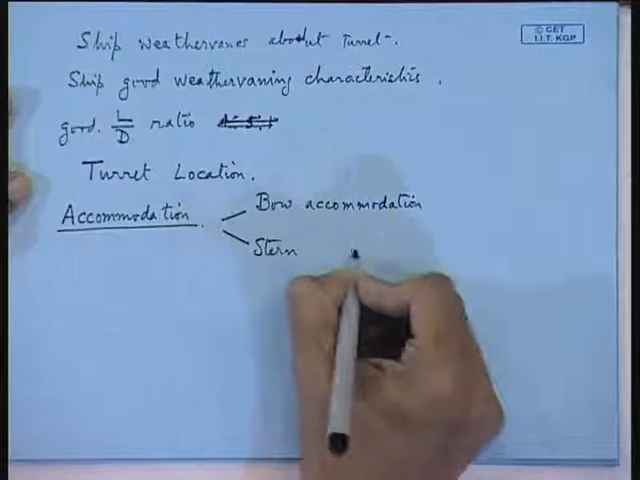 © CET
I.I.T. KGP
Ship weathervanes about Turret.
Ship good weathervaning characteristics.
good. L/D ratio
Turret Location.
Accommodation.
Bow accommodation
Stern